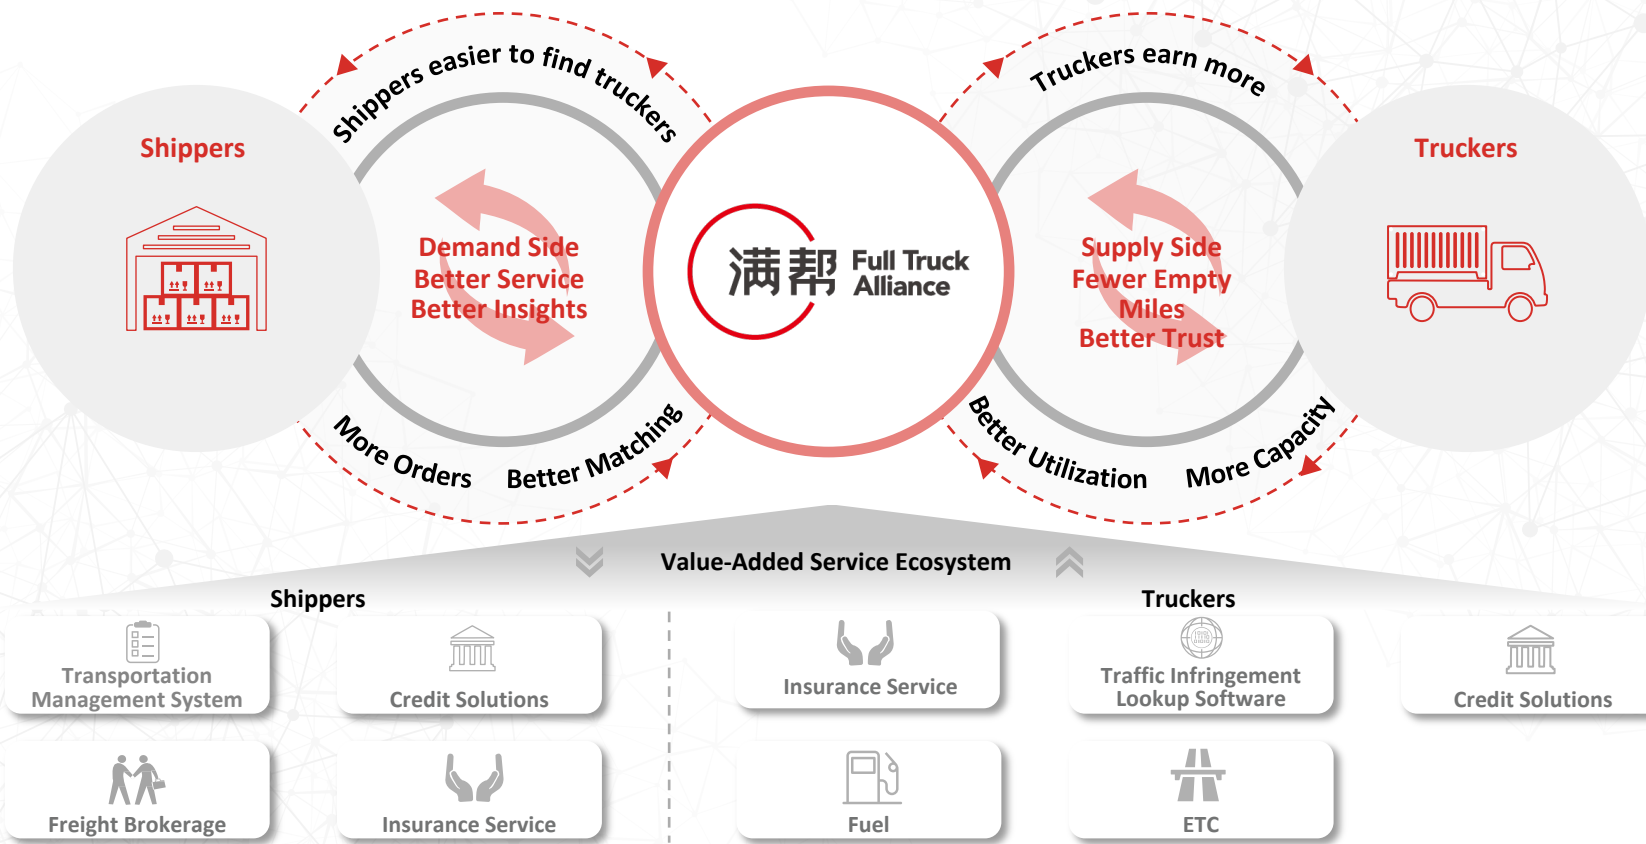 Shippers easier to find truckers
Truckers earn more
Shippers
Truckers
Demand Side
Better Service
Better Insights
满帮
Full Truck
Alliance
Supply Side
Fewer Empty
Miles
Better Trust
More Orders
Better Matching
Better Utilization
More Capacity
Value-Added Service Ecosystem
Shippers
Truckers
Transportation
Management System
Credit Solutions
Insurance Service
Traffic Infringement
Lookup Software
Credit Solutions
Freight Brokerage
Insurance Service
Fuel
ETC